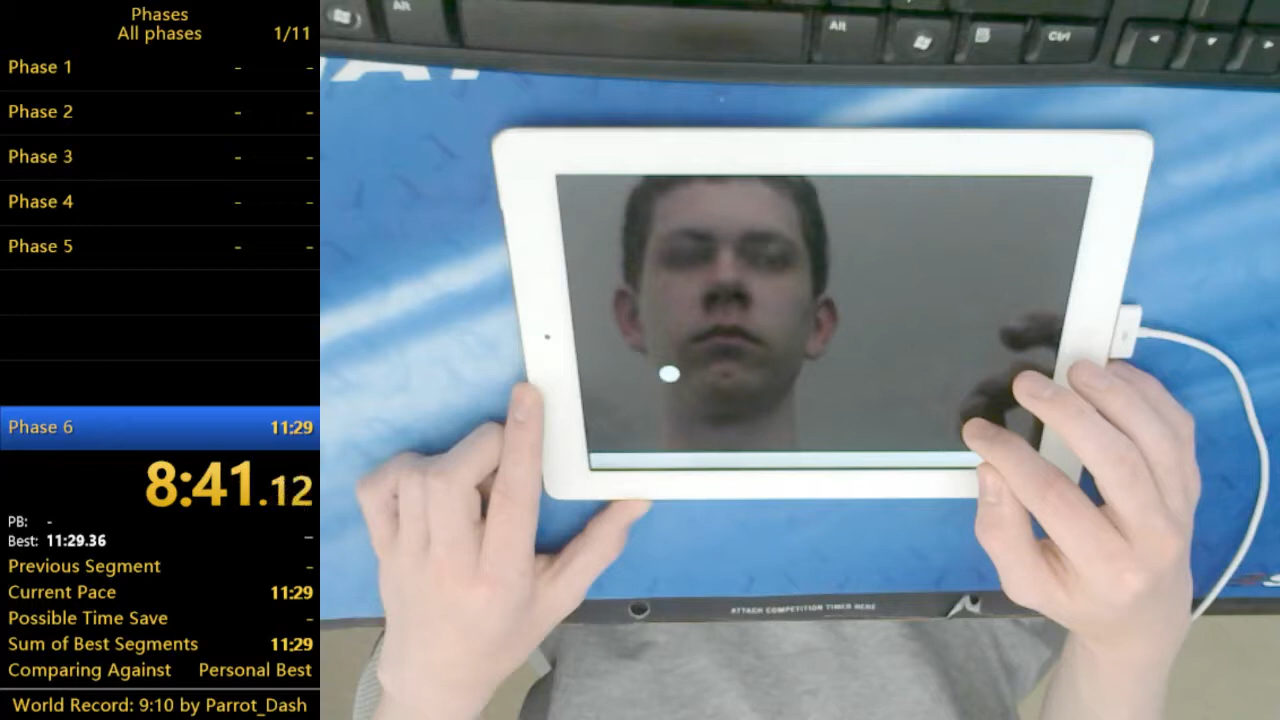 Phases
All phases 1/11
Phase 1 - -
Phase 2 - -
Phase 3 - -
Phase 4 - -
Phase 5 - -
Phase 6 11:29
8:41.12
PB: -
Best: 11:29.36 -
Previous Segment -
Current Pace 11:29
Possible Time Save -
Sum of Best Segments 11:29
Comparing Against Personal Best
World Record: 9:10 by Parrot_Dash
Alt
Alt
Ctrl
ATTACH COMPETITION TIMER HERE